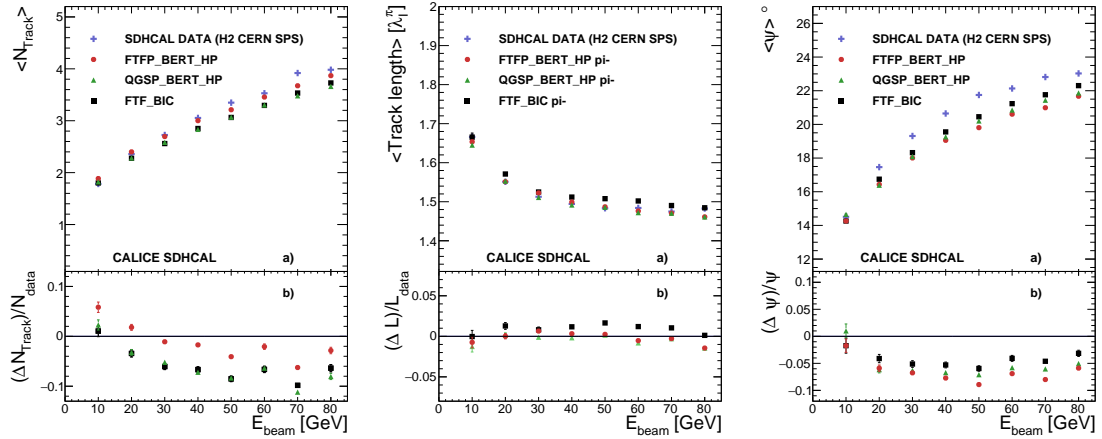 <N_Track>
5
4
3
2
1
SDHCAL DATA (H2 CERN SPS)
FTFP_BERT_HP
QGSP_BERT_HP
FTF_BIC
CALICE SDHCAL a)
(ΔN_Track)/N_data
0.1
0
−0.1
b)
0 10 20 30 40 50 60 70 80
E_beam [GeV]
<Track length> [λ_I^π]
2
1.9
1.8
1.7
1.6
1.5
1.4
SDHCAL DATA (H2 CERN SPS)
FTFP_BERT_HP pi-
QGSP_BERT_HP pi-
FTF_BIC pi-
CALICE SDHCAL a)
(Δ L)/L_data
0.05
0
−0.05
b)
0 10 20 30 40 50 60 70 80
E_beam [GeV]
<ψ>°
26
24
22
20
18
16
14
12
SDHCAL DATA (H2 CERN SPS)
FTFP_BERT_HP
QGSP_BERT_HP
FTF_BIC
CALICE SDHCAL a)
(Δ ψ)/ψ
0.1
0.05
0
−0.05
−0.1
b)
0 10 20 30 40 50 60 70 80
E_beam [GeV]